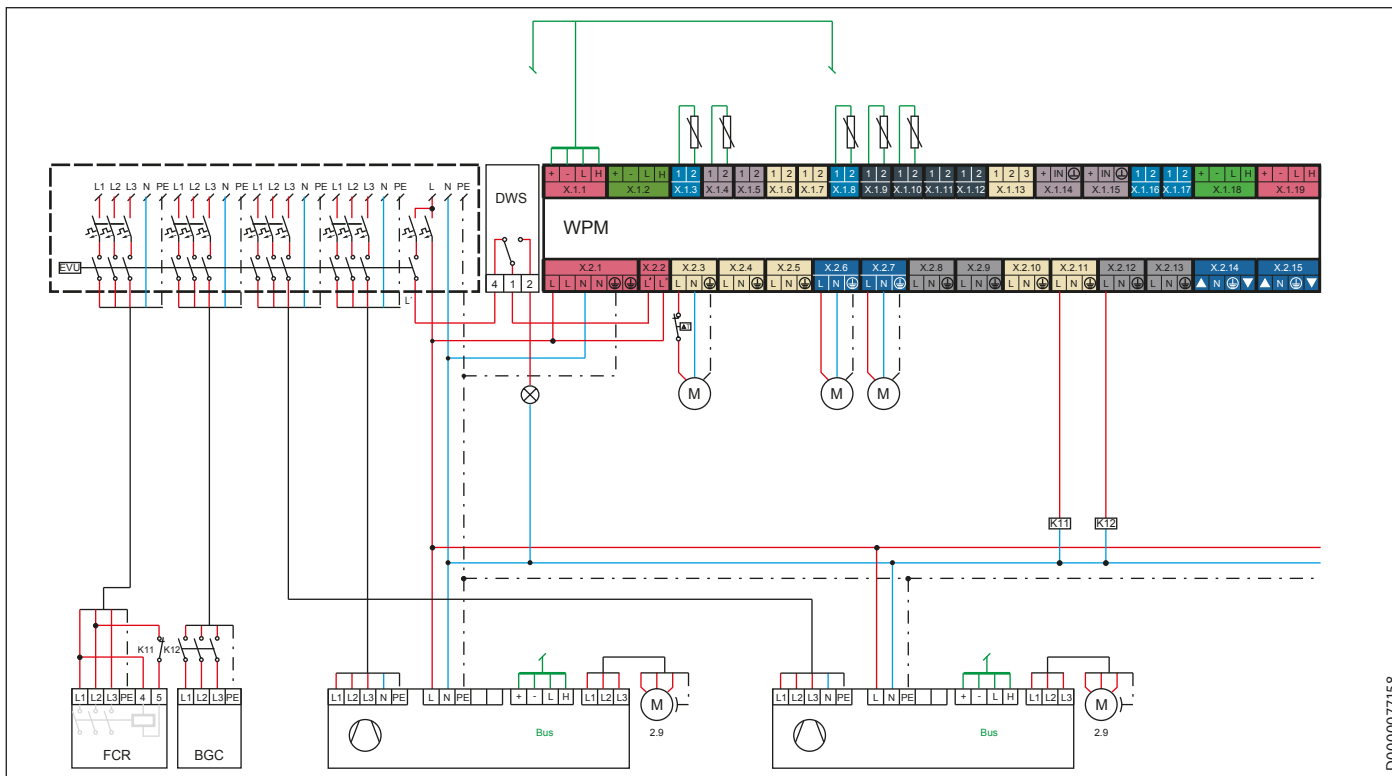 L1 L2 L3 N PE L1 L2 L3 N PE L1 L2 L3 N PE L1 L2 L3 N PE L N PE
EVU
L'
DWS
4 1 2
+ - L H + - L H 1 2 1 2 1 2 1 2 1 2 1 2 1 2 1 2 1 2 1 2 1 2 3 + IN + IN 1 2 1 2 + - L H + - L H
X.1.1 X.1.2 X.1.3 X.1.4 X.1.5 X.1.6 X.1.7 X.1.8 X.1.9 X.1.10 X.1.11 X.1.12 X.1.13 X.1.14 X.1.15 X.1.16 X.1.17 X.1.18 X.1.19
WPM
X.2.1 X.2.2 X.2.3 X.2.4 X.2.5 X.2.6 X.2.7 X.2.8 X.2.9 X.2.10 X.2.11 X.2.12 X.2.13 X.2.14 X.2.15
L L N N L' L* L N L N L N L N L N L N L N L N L N L N L N N N
M M M
K11 K12
K11 K12
L1 L2 L3 PE 4 5
FCR
L1 L2 L3 PE
BGC
L1 L2 L3 N PE L N PE + - L H L1 L2 L3
Bus
M
2.9
L1 L2 L3 N PE L N PE + - L H L1 L2 L3
Bus
M
2.9
D0000077158